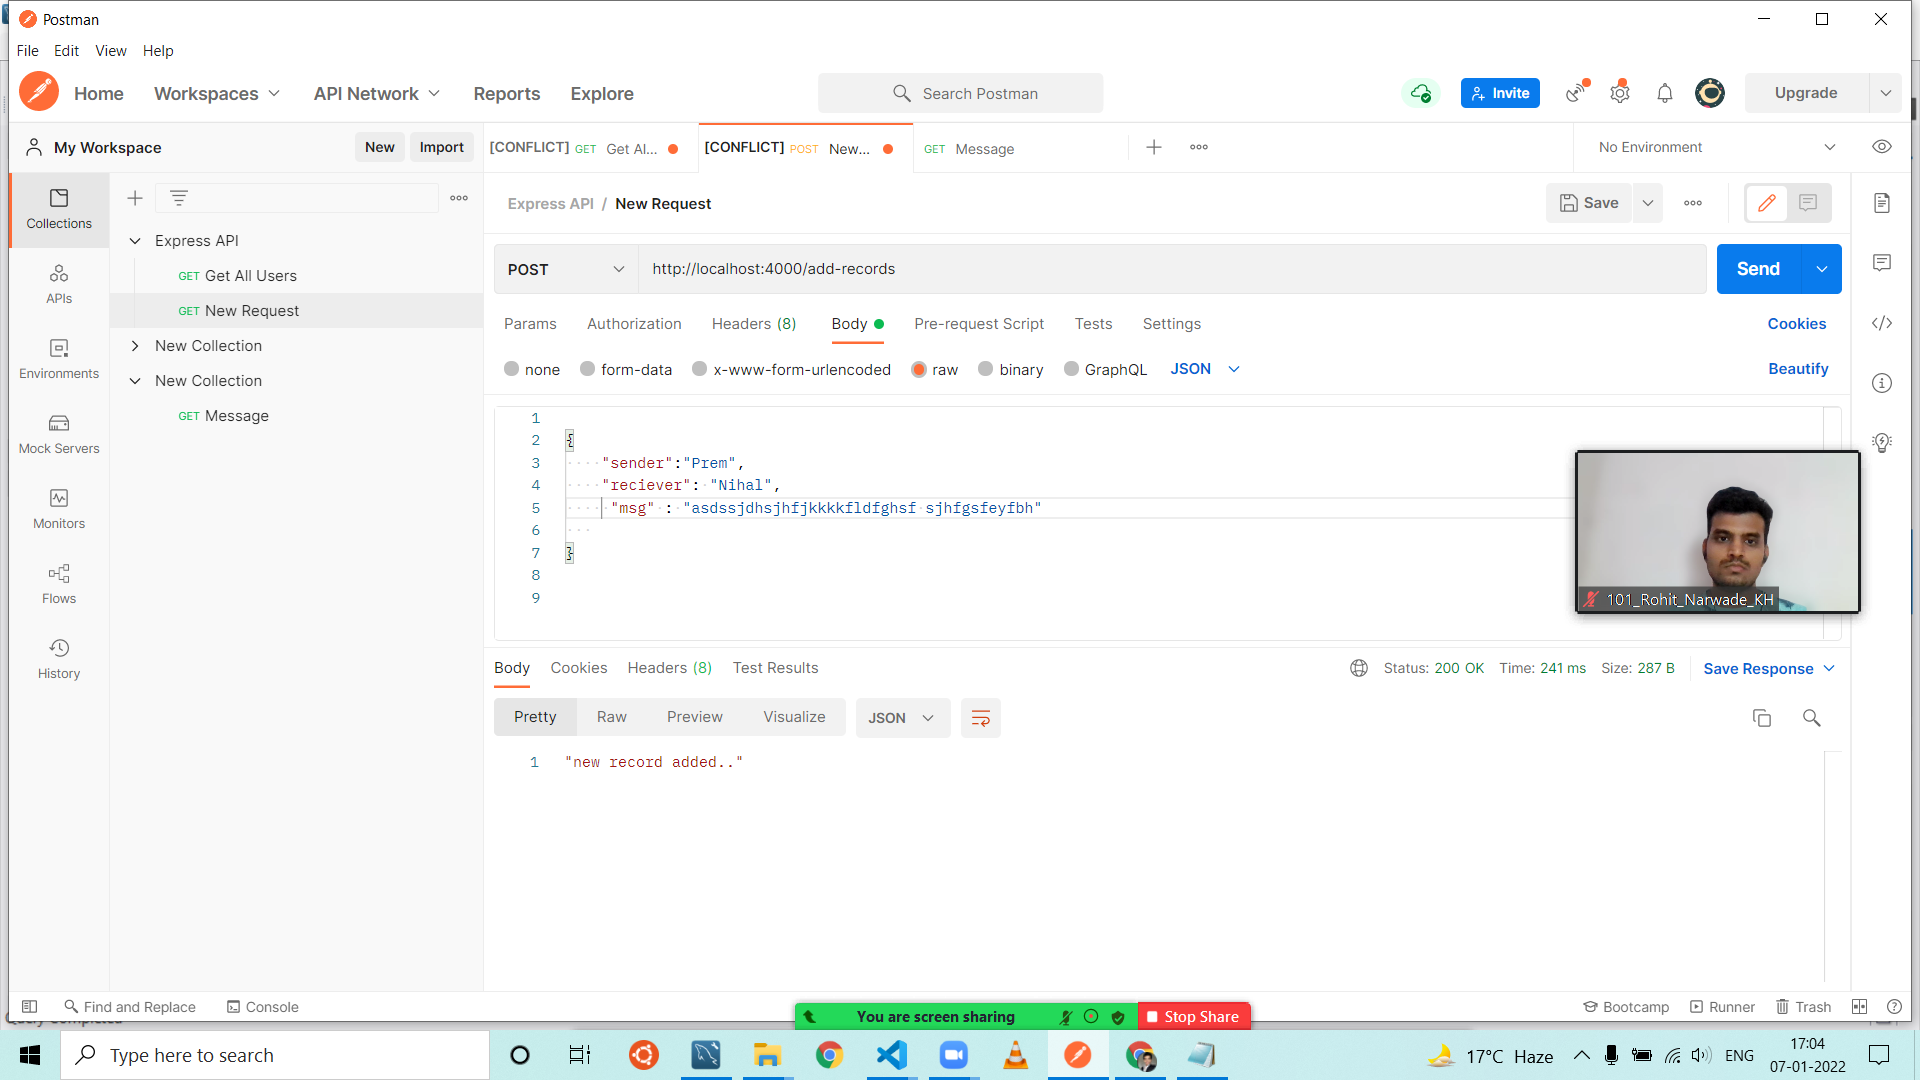 Postman
File Edit View Help
Home Workspaces API Network Reports Explore
Search Postman
Invite
Upgrade
My Workspace
New Import
[CONFLICT] GET Get Al...
[CONFLICT] POST New...
GET Message
No Environment
Collections
APIs
Environments
Mock Servers
Monitors
Flows
History
Express API
GET Get All Users
GET New Request
New Collection
New Collection
GET Message
Express API / New Request
Save
POST http://localhost:4000/add-records
Send
Params Authorization Headers (8) Body Pre-request Script Tests Settings Cookies
none form-data x-www-form-urlencoded raw binary GraphQL JSON Beautify
1
2 {
3 "sender":"Prem",
4 "reciever": "Nihal",
5 "msg" : "asdssjdhsjhfjkkkkfldfghsf sjhfgsfeyfbh"
6
7 }
8
9
101_Rohit_Narwade_KH
Body Cookies Headers (8) Test Results
Status: 200 OK Time: 241 ms Size: 287 B Save Response
Pretty Raw Preview Visualize JSON
1 "new record added.."
Find and Replace Console
Bootcamp Runner Trash
Query Completed
You are screen sharing Stop Share
Type here to search
17°C Haze
ENG
17:04
07-01-2022